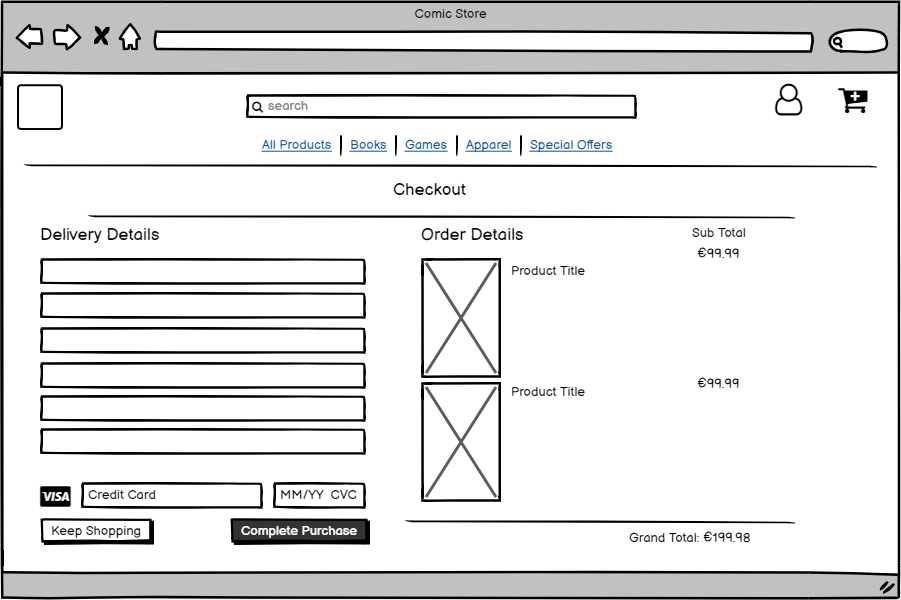 Comic Store
search
All Products Books Games Apparel Special Offers
Checkout
Delivery Details
Order Details
Sub Total
€99.99
Product Title
€99.99
Product Title
VISA Credit Card MM/YY CVC
Keep Shopping Complete Purchase
Grand Total: €199.98